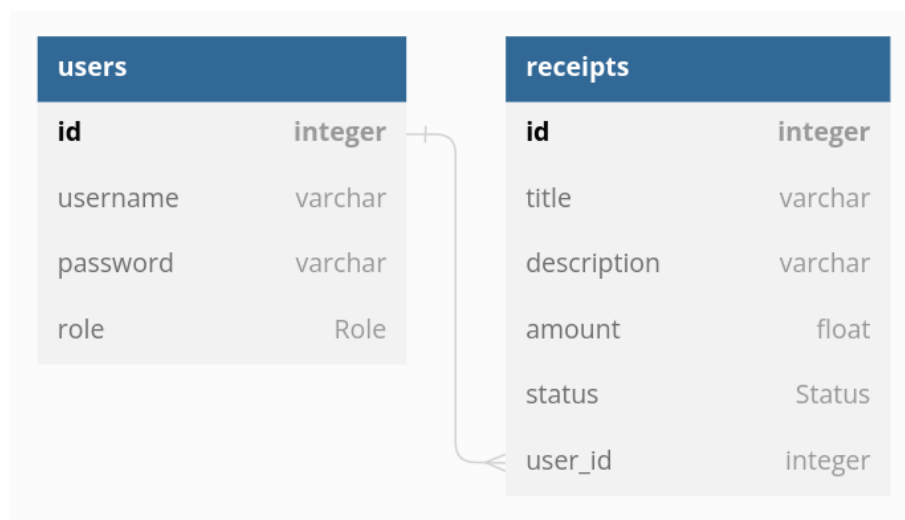 users
id integer
username varchar
password varchar
role Role
receipts
id integer
title varchar
description varchar
amount float
status Status
user_id integer